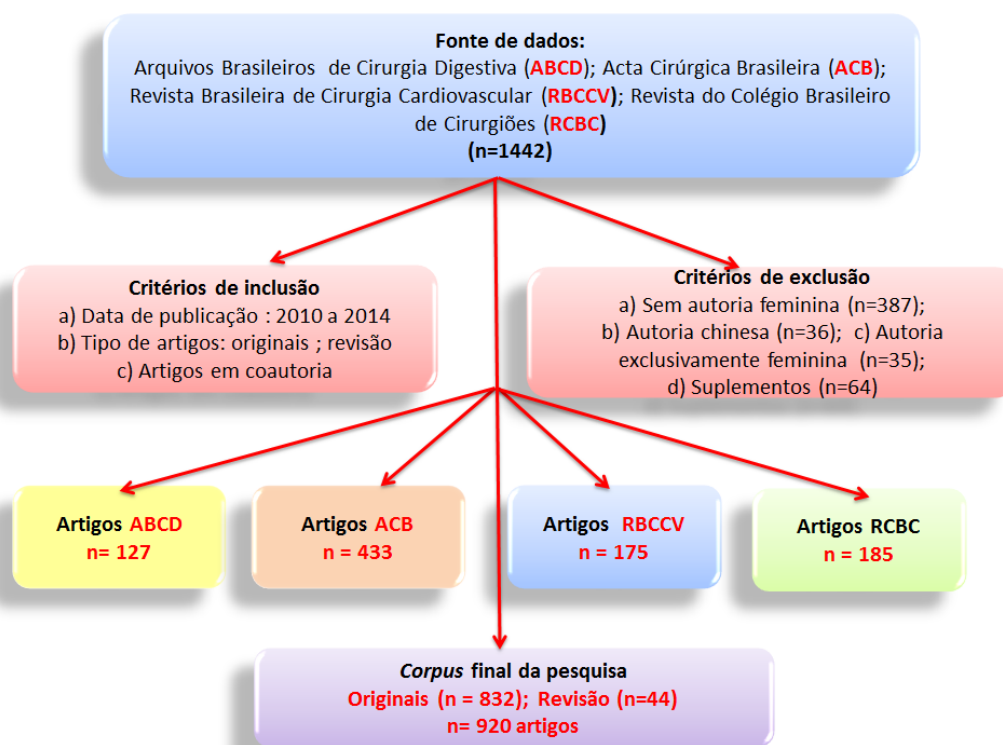 Fonte de dados:
Arquivos Brasileiros de Cirurgia Digestiva (ABCD); Acta Cirúrgica Brasileira (ACB);
Revista Brasileira de Cirurgia Cardiovascular (RBCCV); Revista do Colégio Brasileiro
de Cirurgiões (RCBC)
(n=1442)
Critérios de inclusão
a) Data de publicação : 2010 a 2014
b) Tipo de artigos: originais ; revisão
c) Artigos em coautoria
Critérios de exclusão
a) Sem autoria feminina (n=387);
b) Autoria chinesa (n=36); c) Autoria
exclusivamente feminina (n=35);
d) Suplementos (n=64)
Artigos ABCD
n= 127
Artigos ACB
n = 433
Artigos RBCCV
n = 175
Artigos RCBC
n = 185
Corpus final da pesquisa
Originais (n = 832); Revisão (n=44)
n= 920 artigos